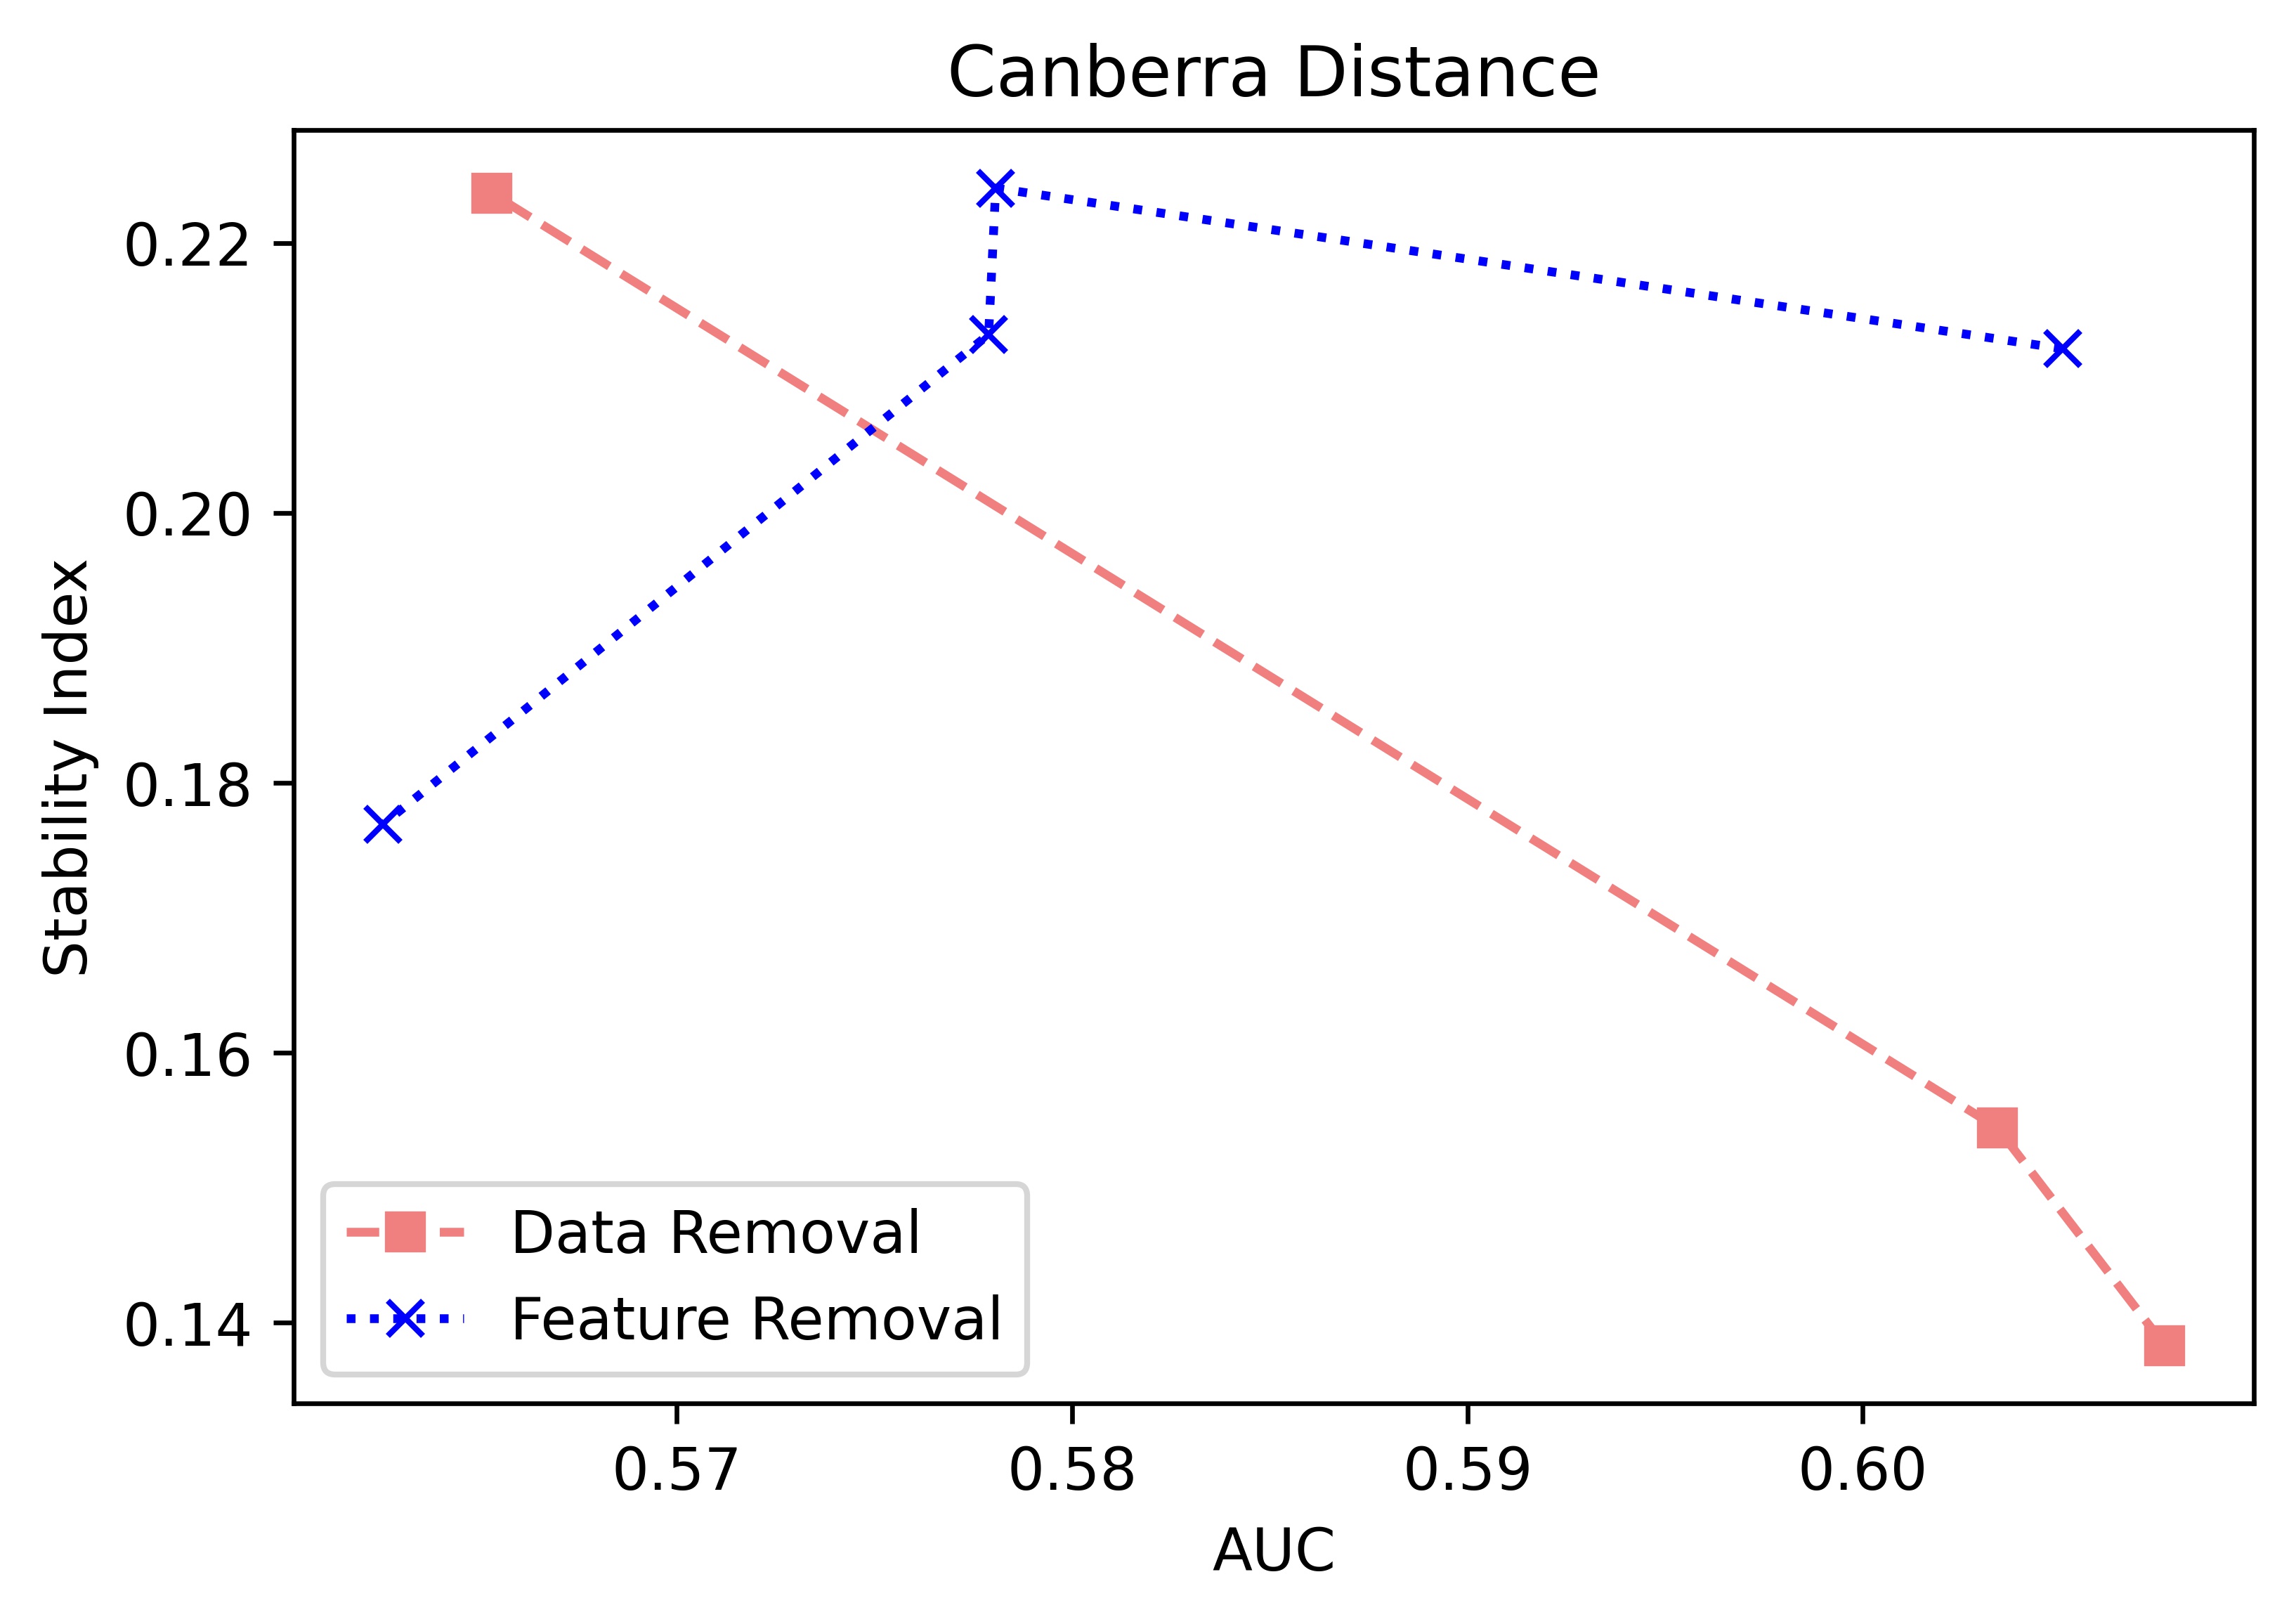 Canberra Distance
Stability Index
0.22
0.20
0.18
0.16
0.14
Data Removal
Feature Removal
0.57 0.58 0.59 0.60
AUC